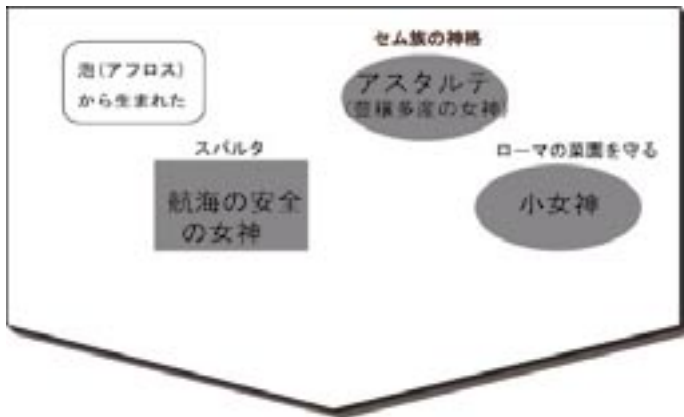 セム族の神格
泡(アフロス)
から生まれた
アスタルテ
(豊穣多産の女神)
スパルタ
ローマの菜園を守る
航海の安全
の女神
小女神